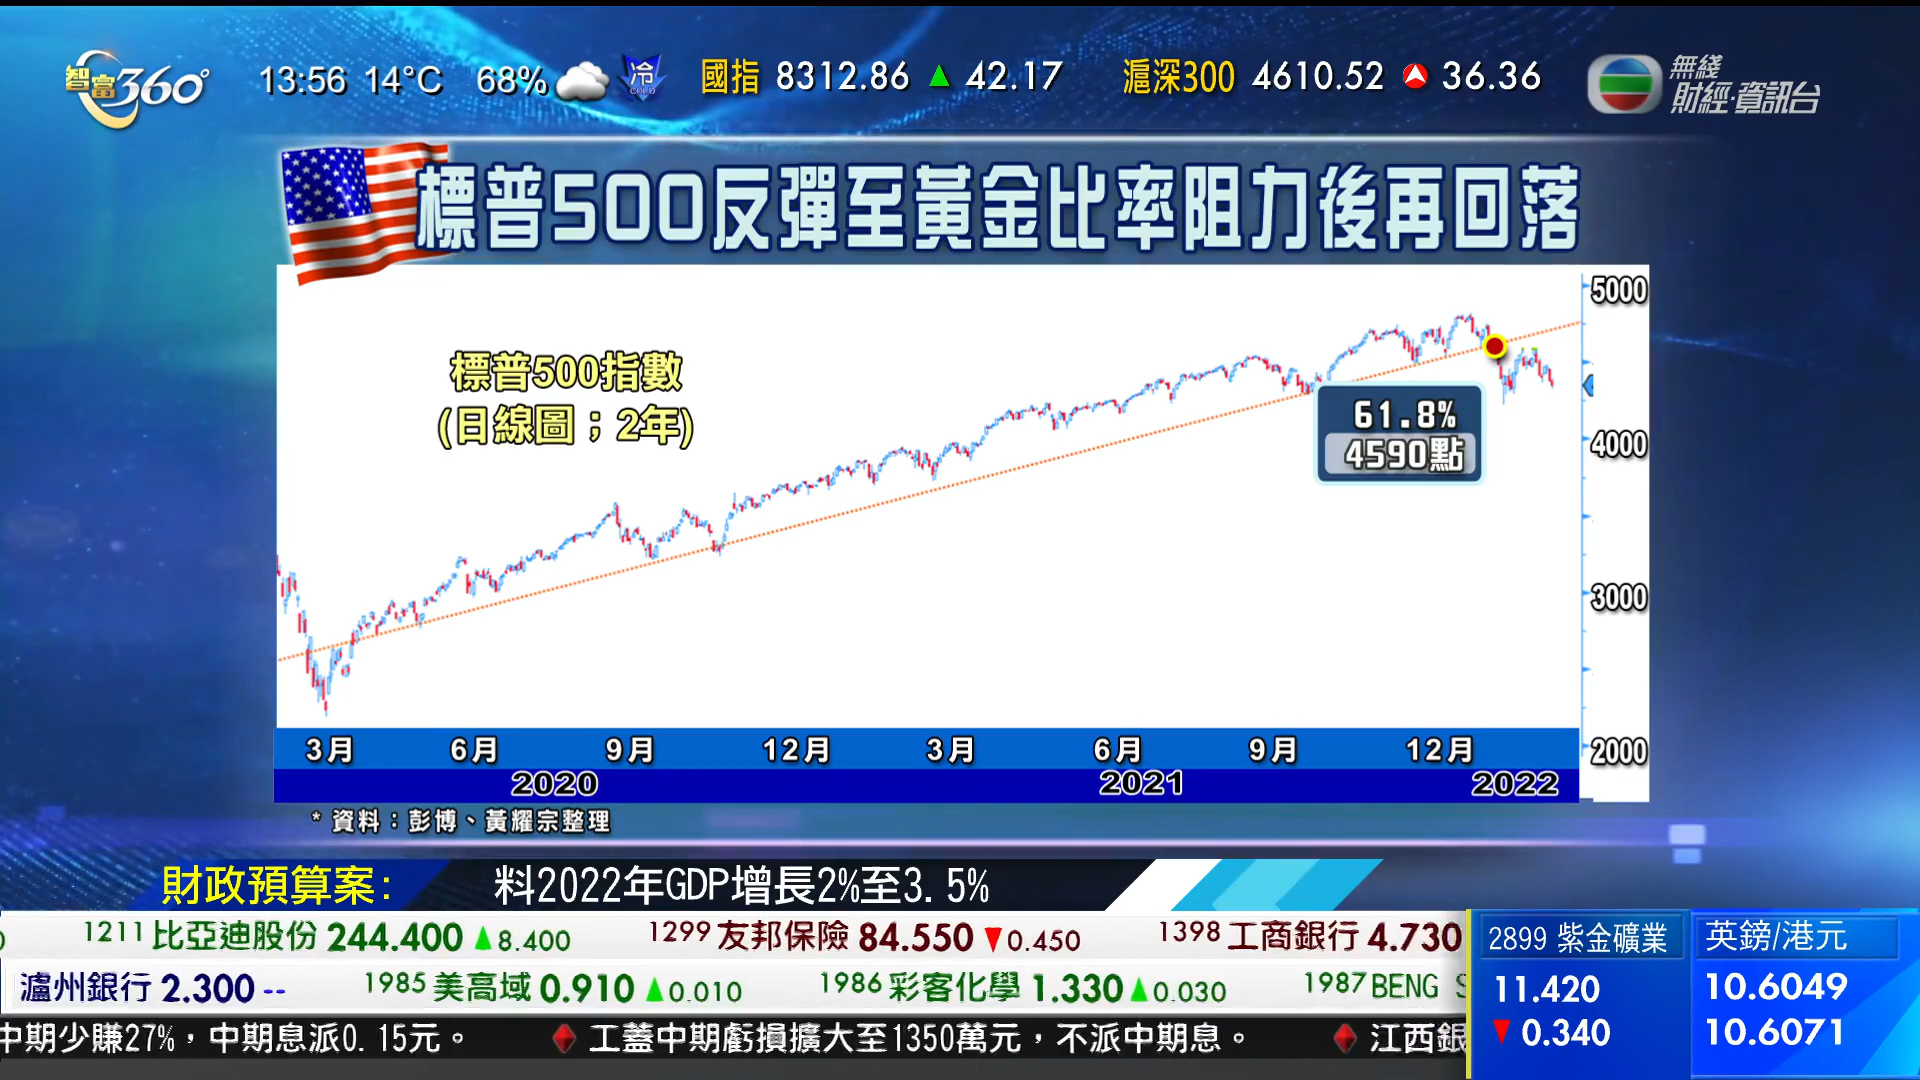 智富360°
13:56 14°C 68% 冷 COLD 國指 8312.86 ▲ 42.17 滬深300 4610.52 36.36
無綫
財經·資訊台
標普500反彈至黃金比率阻力後再回落
標普500指數
(日線圖；2年)
61.8%
4590點
5000
4000
3000
2000
3月 6月 9月 12月 3月 6月 9月 12月
2020 2021 2022
* 資料：彭博、黃耀宗整理
財政預算案: 料2022年GDP增長2%至3.5%
1211 比亞迪股份 244.400 ▲8.400 1299 友邦保險 84.550 ▼0.450 1398 工商銀行 4.730
瀘州銀行 2.300 -- 1985 美高域 0.910 ▲0.010 1986 彩客化學 1.330 ▲0.030 1987 BENG
中期少賺27%，中期息派0.15元。 工蓋中期虧損擴大至1350萬元，不派中期息。 江西銀
2899 紫金礦業
11.420
▼ 0.340
英鎊/港元
10.6049
10.6071